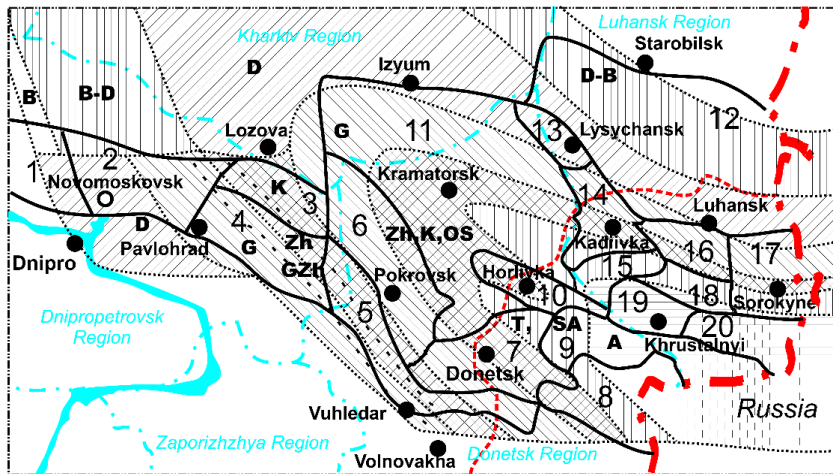 Luhansk Region
Kharkiv Region
Starobilsk
Izyum
D
D-B
B
B-D
Lozova
G
11
12
13
Lysychansk
1
2
Novomoskovsk
Kramatorsk
K
3
14
Luhansk
D
Pavlohrad
4
G
Zh
GZh
6
Zh,K,OS
Kadiivka
16
17
Dnipro
Pokrovsk
Horlivka
15
10
18
Sorokyne
5
19
Dnipropetrovsk
Region
T,
SA
A
20
Khrustalnyi
7
9
Donetsk
8
Vuhledar
Russia
Zaporizhzhya Region
Donetsk Region
Volnovakha